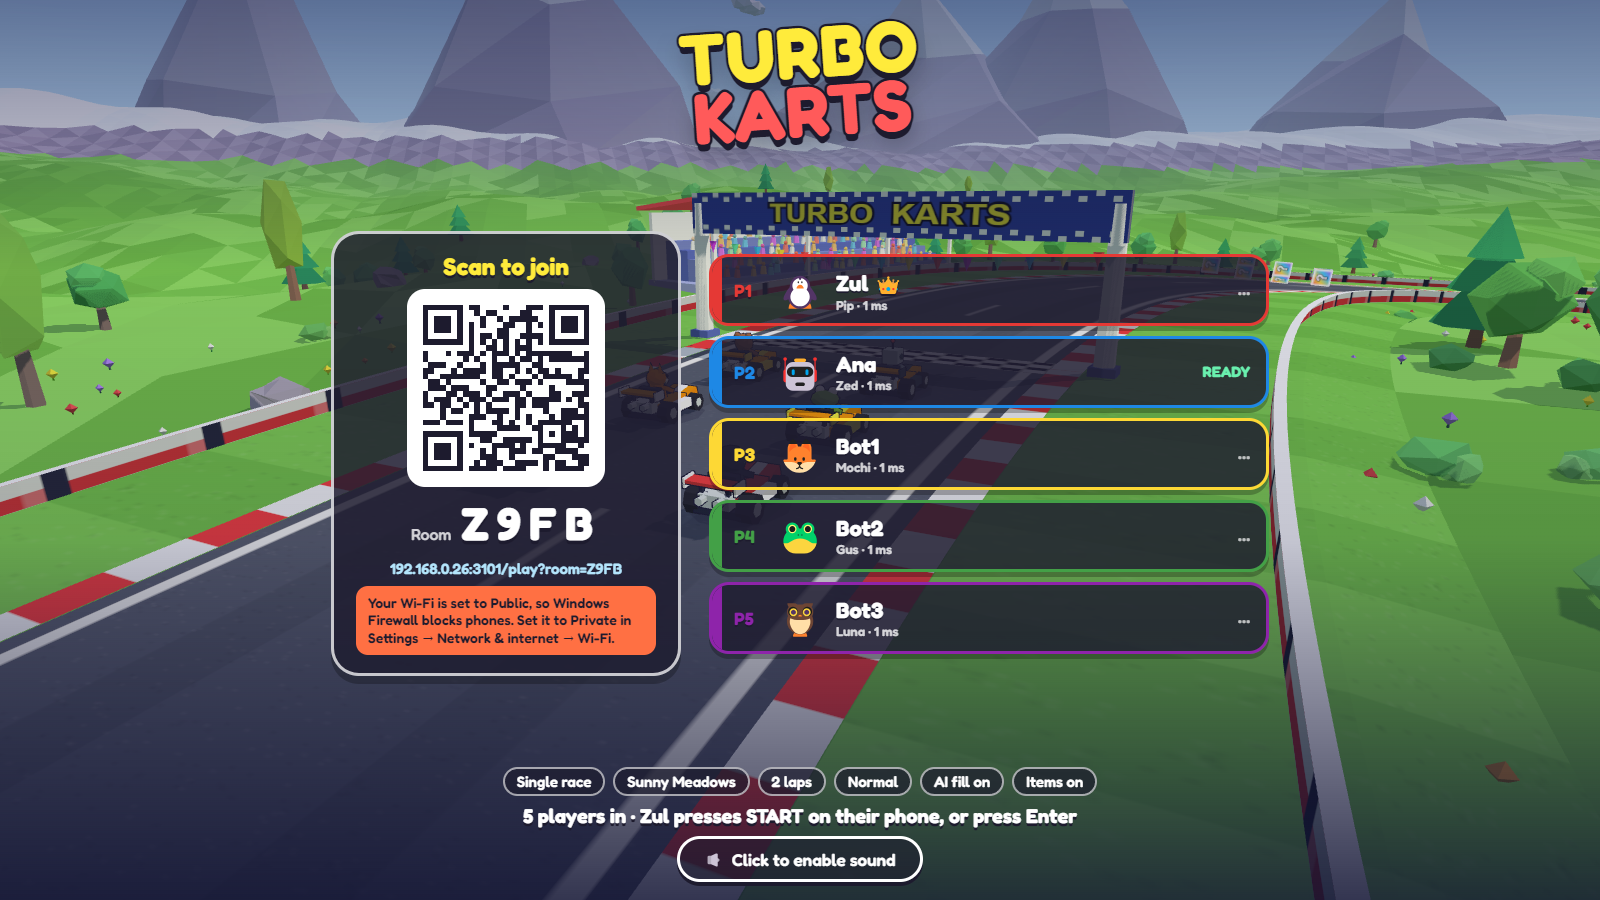 TURBO
KARTS
TURBO KARTS
Scan to join
Room Z9FB
192.168.0.26:3101/play?room=Z9FB
Your Wi-Fi is set to Public, so Windows
Firewall blocks phones. Set it to Private in
Settings → Network & internet → Wi-Fi.
P1
Zul
Pip · 1 ms
...
P2
Ana
Zed · 1 ms
READY
P3
Bot1
Mochi · 1 ms
...
P4
Bot2
Gus · 1 ms
...
P5
Bot3
Luna · 1 ms
...
Single race
Sunny Meadows
2 laps
Normal
AI fill on
Items on
5 players in · Zul presses START on their phone, or press Enter
Click to enable sound